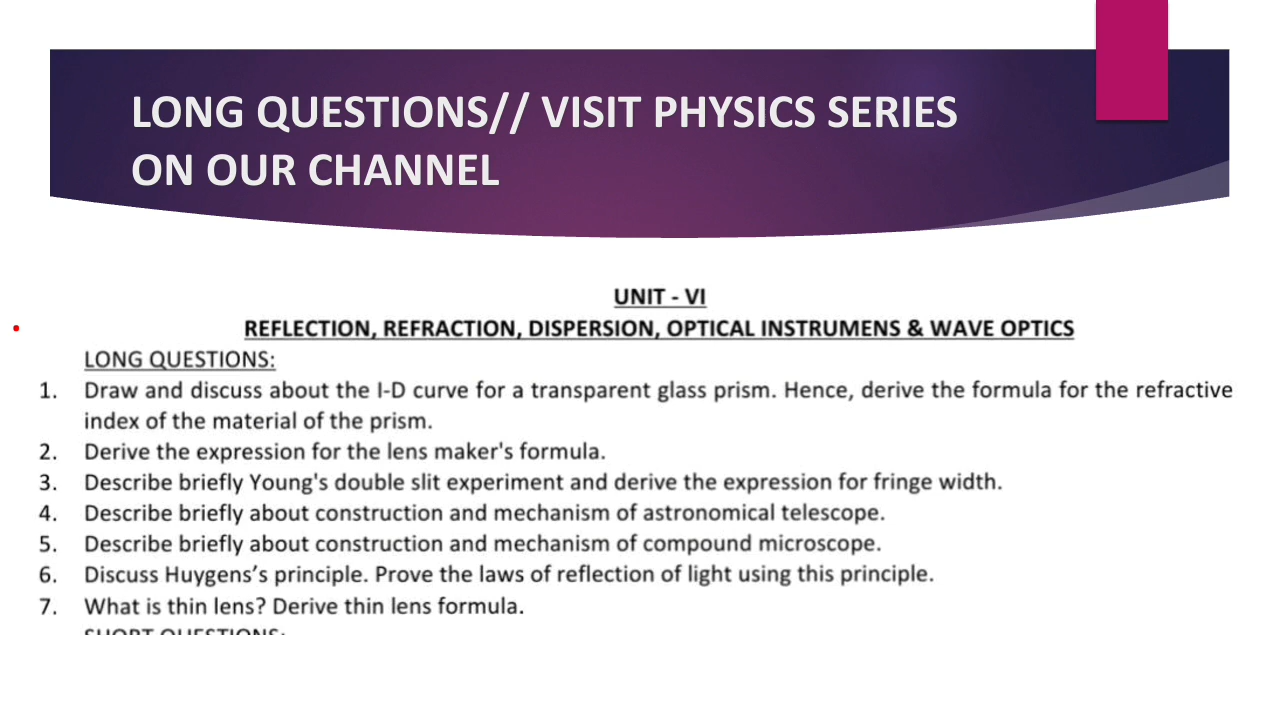 LONG QUESTIONS// VISIT PHYSICS SERIES
ON OUR CHANNEL
UNIT - VI
• REFLECTION, REFRACTION, DISPERSION, OPTICAL INSTRUMENS & WAVE OPTICS
LONG QUESTIONS:
1. Draw and discuss about the I-D curve for a transparent glass prism. Hence, derive the formula for the refractive
index of the material of the prism.
2. Derive the expression for the lens maker's formula.
3. Describe briefly Young's double slit experiment and derive the expression for fringe width.
4. Describe briefly about construction and mechanism of astronomical telescope.
5. Describe briefly about construction and mechanism of compound microscope.
6. Discuss Huygens’s principle. Prove the laws of reflection of light using this principle.
7. What is thin lens? Derive thin lens formula.
SHORT QUESTIONS: